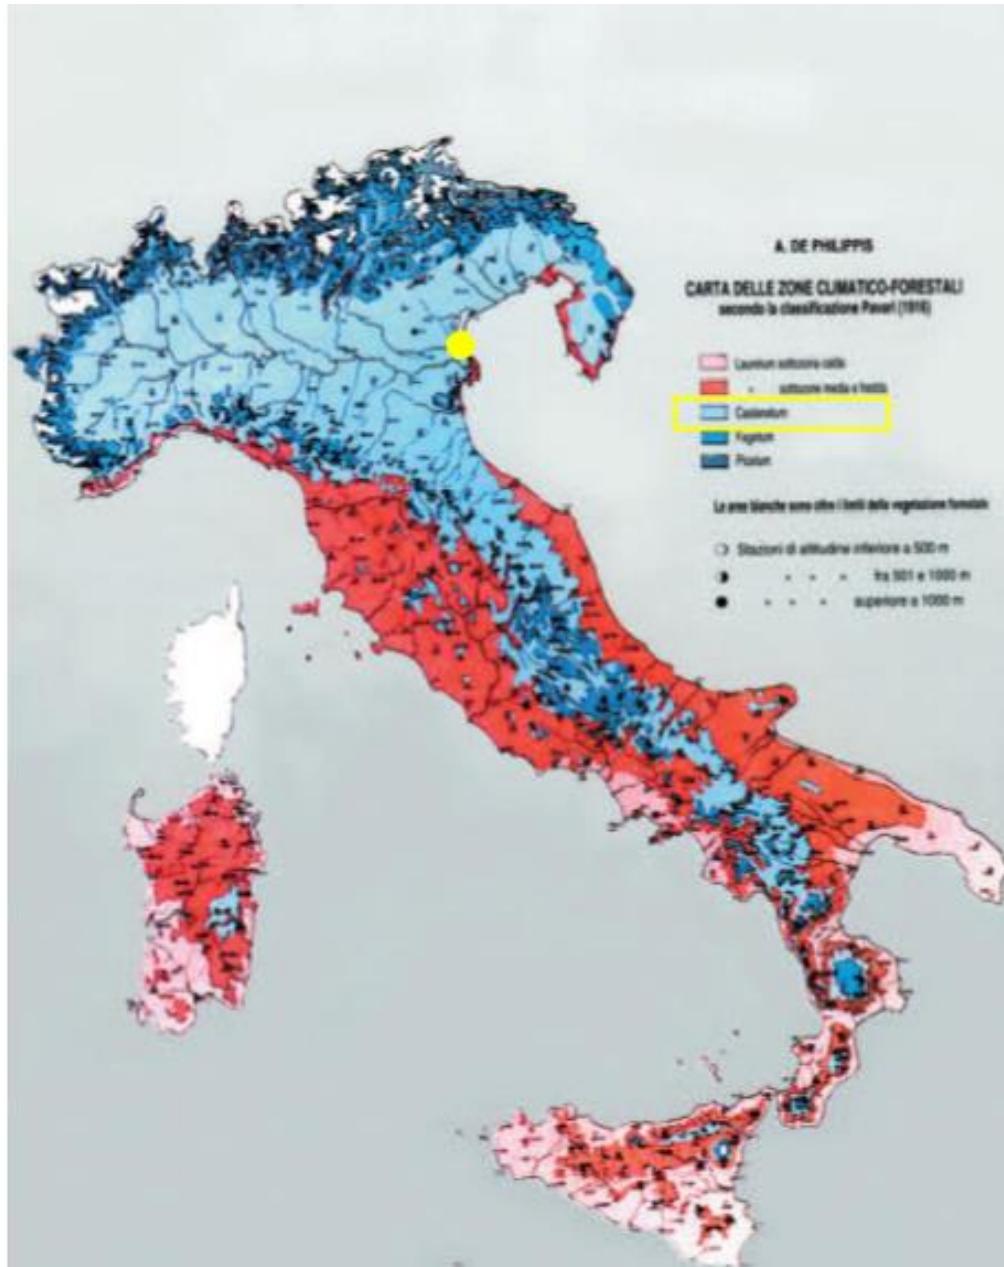 A. DE PHILIPPIS
CARTA DELLE ZONE CLIMATICO-FORESTALI
secondo la classificazione Pavari (1916)
Lauretum sottozona calda
" sottozone media e fredda
Castanetum
Fagetum
Picetum
Le aree bianche sono oltre i limiti della vegetazione forestale
Stazioni di altitudine inferiore a 500 m
" " " fra 501 e 1000 m
" " " superiore a 1000 m